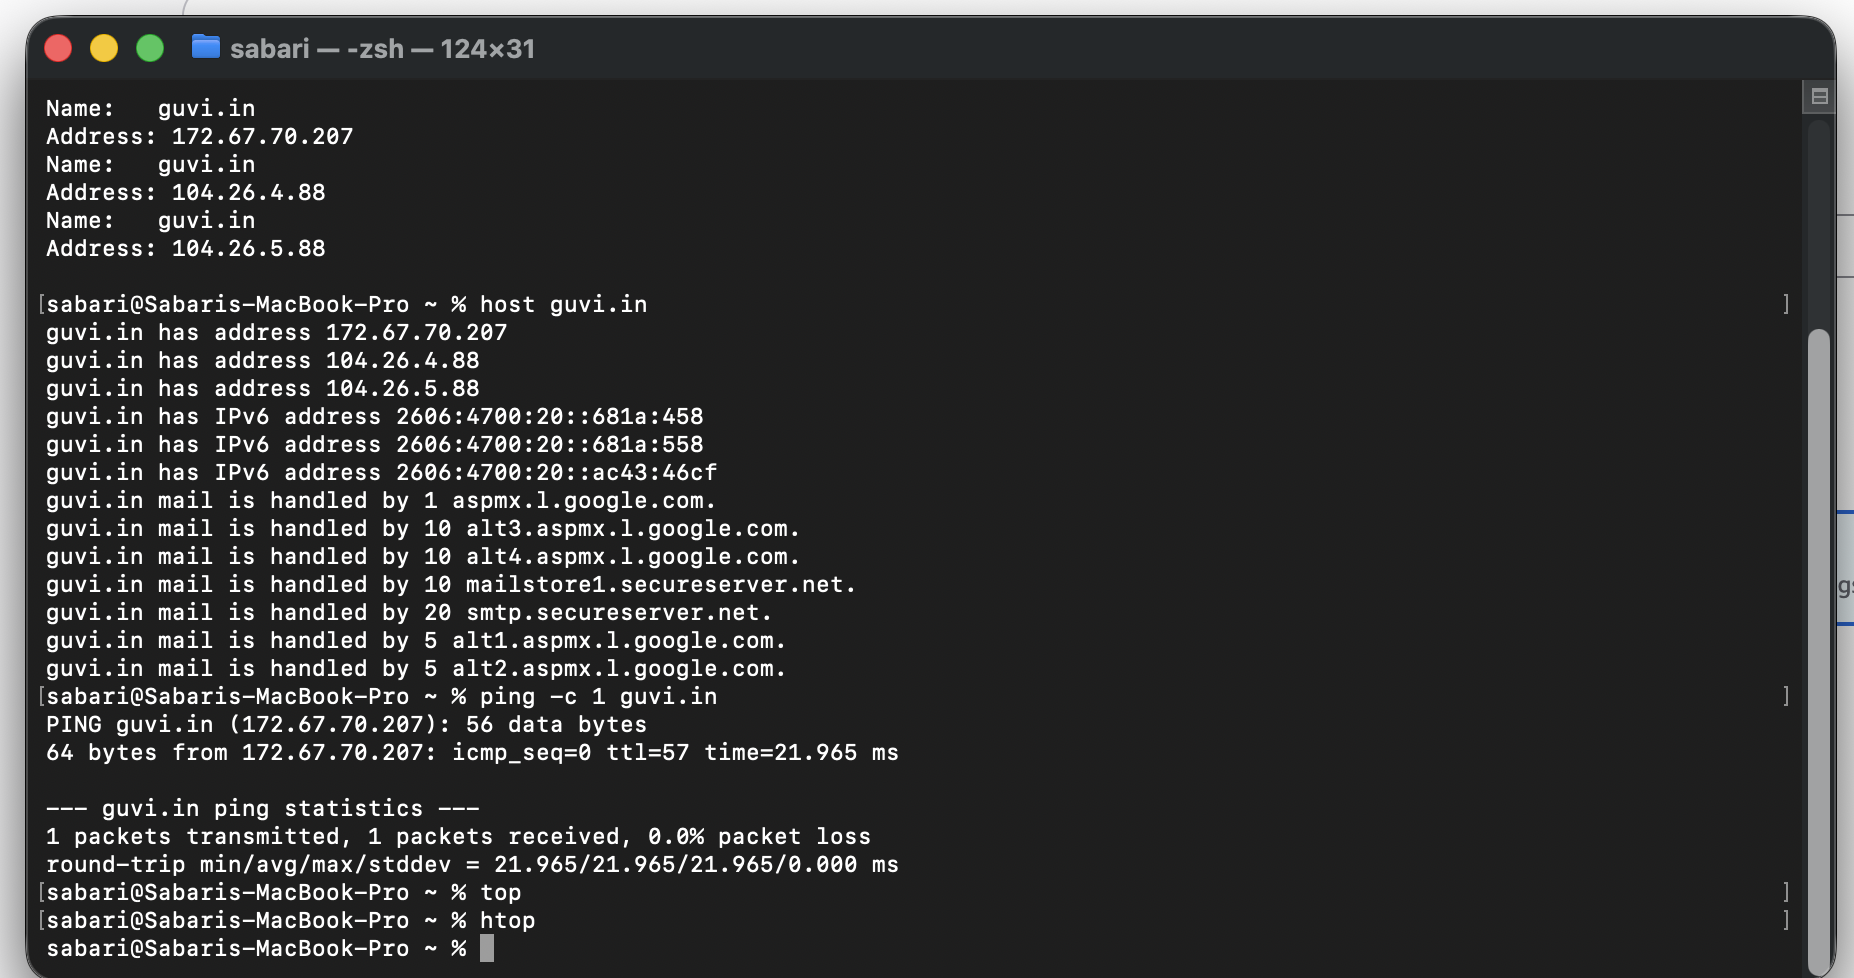 sabari — -zsh — 124×31
Name:   guvi.in
Address: 172.67.70.207
Name:   guvi.in
Address: 104.26.4.88
Name:   guvi.in
Address: 104.26.5.88
[sabari@Sabaris-MacBook-Pro ~ % host guvi.in ]
guvi.in has address 172.67.70.207
guvi.in has address 104.26.4.88
guvi.in has address 104.26.5.88
guvi.in has IPv6 address 2606:4700:20::681a:458
guvi.in has IPv6 address 2606:4700:20::681a:558
guvi.in has IPv6 address 2606:4700:20::ac43:46cf
guvi.in mail is handled by 1 aspmx.l.google.com.
guvi.in mail is handled by 10 alt3.aspmx.l.google.com.
guvi.in mail is handled by 10 alt4.aspmx.l.google.com.
guvi.in mail is handled by 10 mailstore1.secureserver.net.
guvi.in mail is handled by 20 smtp.secureserver.net.
guvi.in mail is handled by 5 alt1.aspmx.l.google.com.
guvi.in mail is handled by 5 alt2.aspmx.l.google.com.
[sabari@Sabaris-MacBook-Pro ~ % ping -c 1 guvi.in ]
PING guvi.in (172.67.70.207): 56 data bytes
64 bytes from 172.67.70.207: icmp_seq=0 ttl=57 time=21.965 ms
--- guvi.in ping statistics ---
1 packets transmitted, 1 packets received, 0.0% packet loss
round-trip min/avg/max/stddev = 21.965/21.965/21.965/0.000 ms
[sabari@Sabaris-MacBook-Pro ~ % top ]
[sabari@Sabaris-MacBook-Pro ~ % htop ]
sabari@Sabaris-MacBook-Pro ~ %